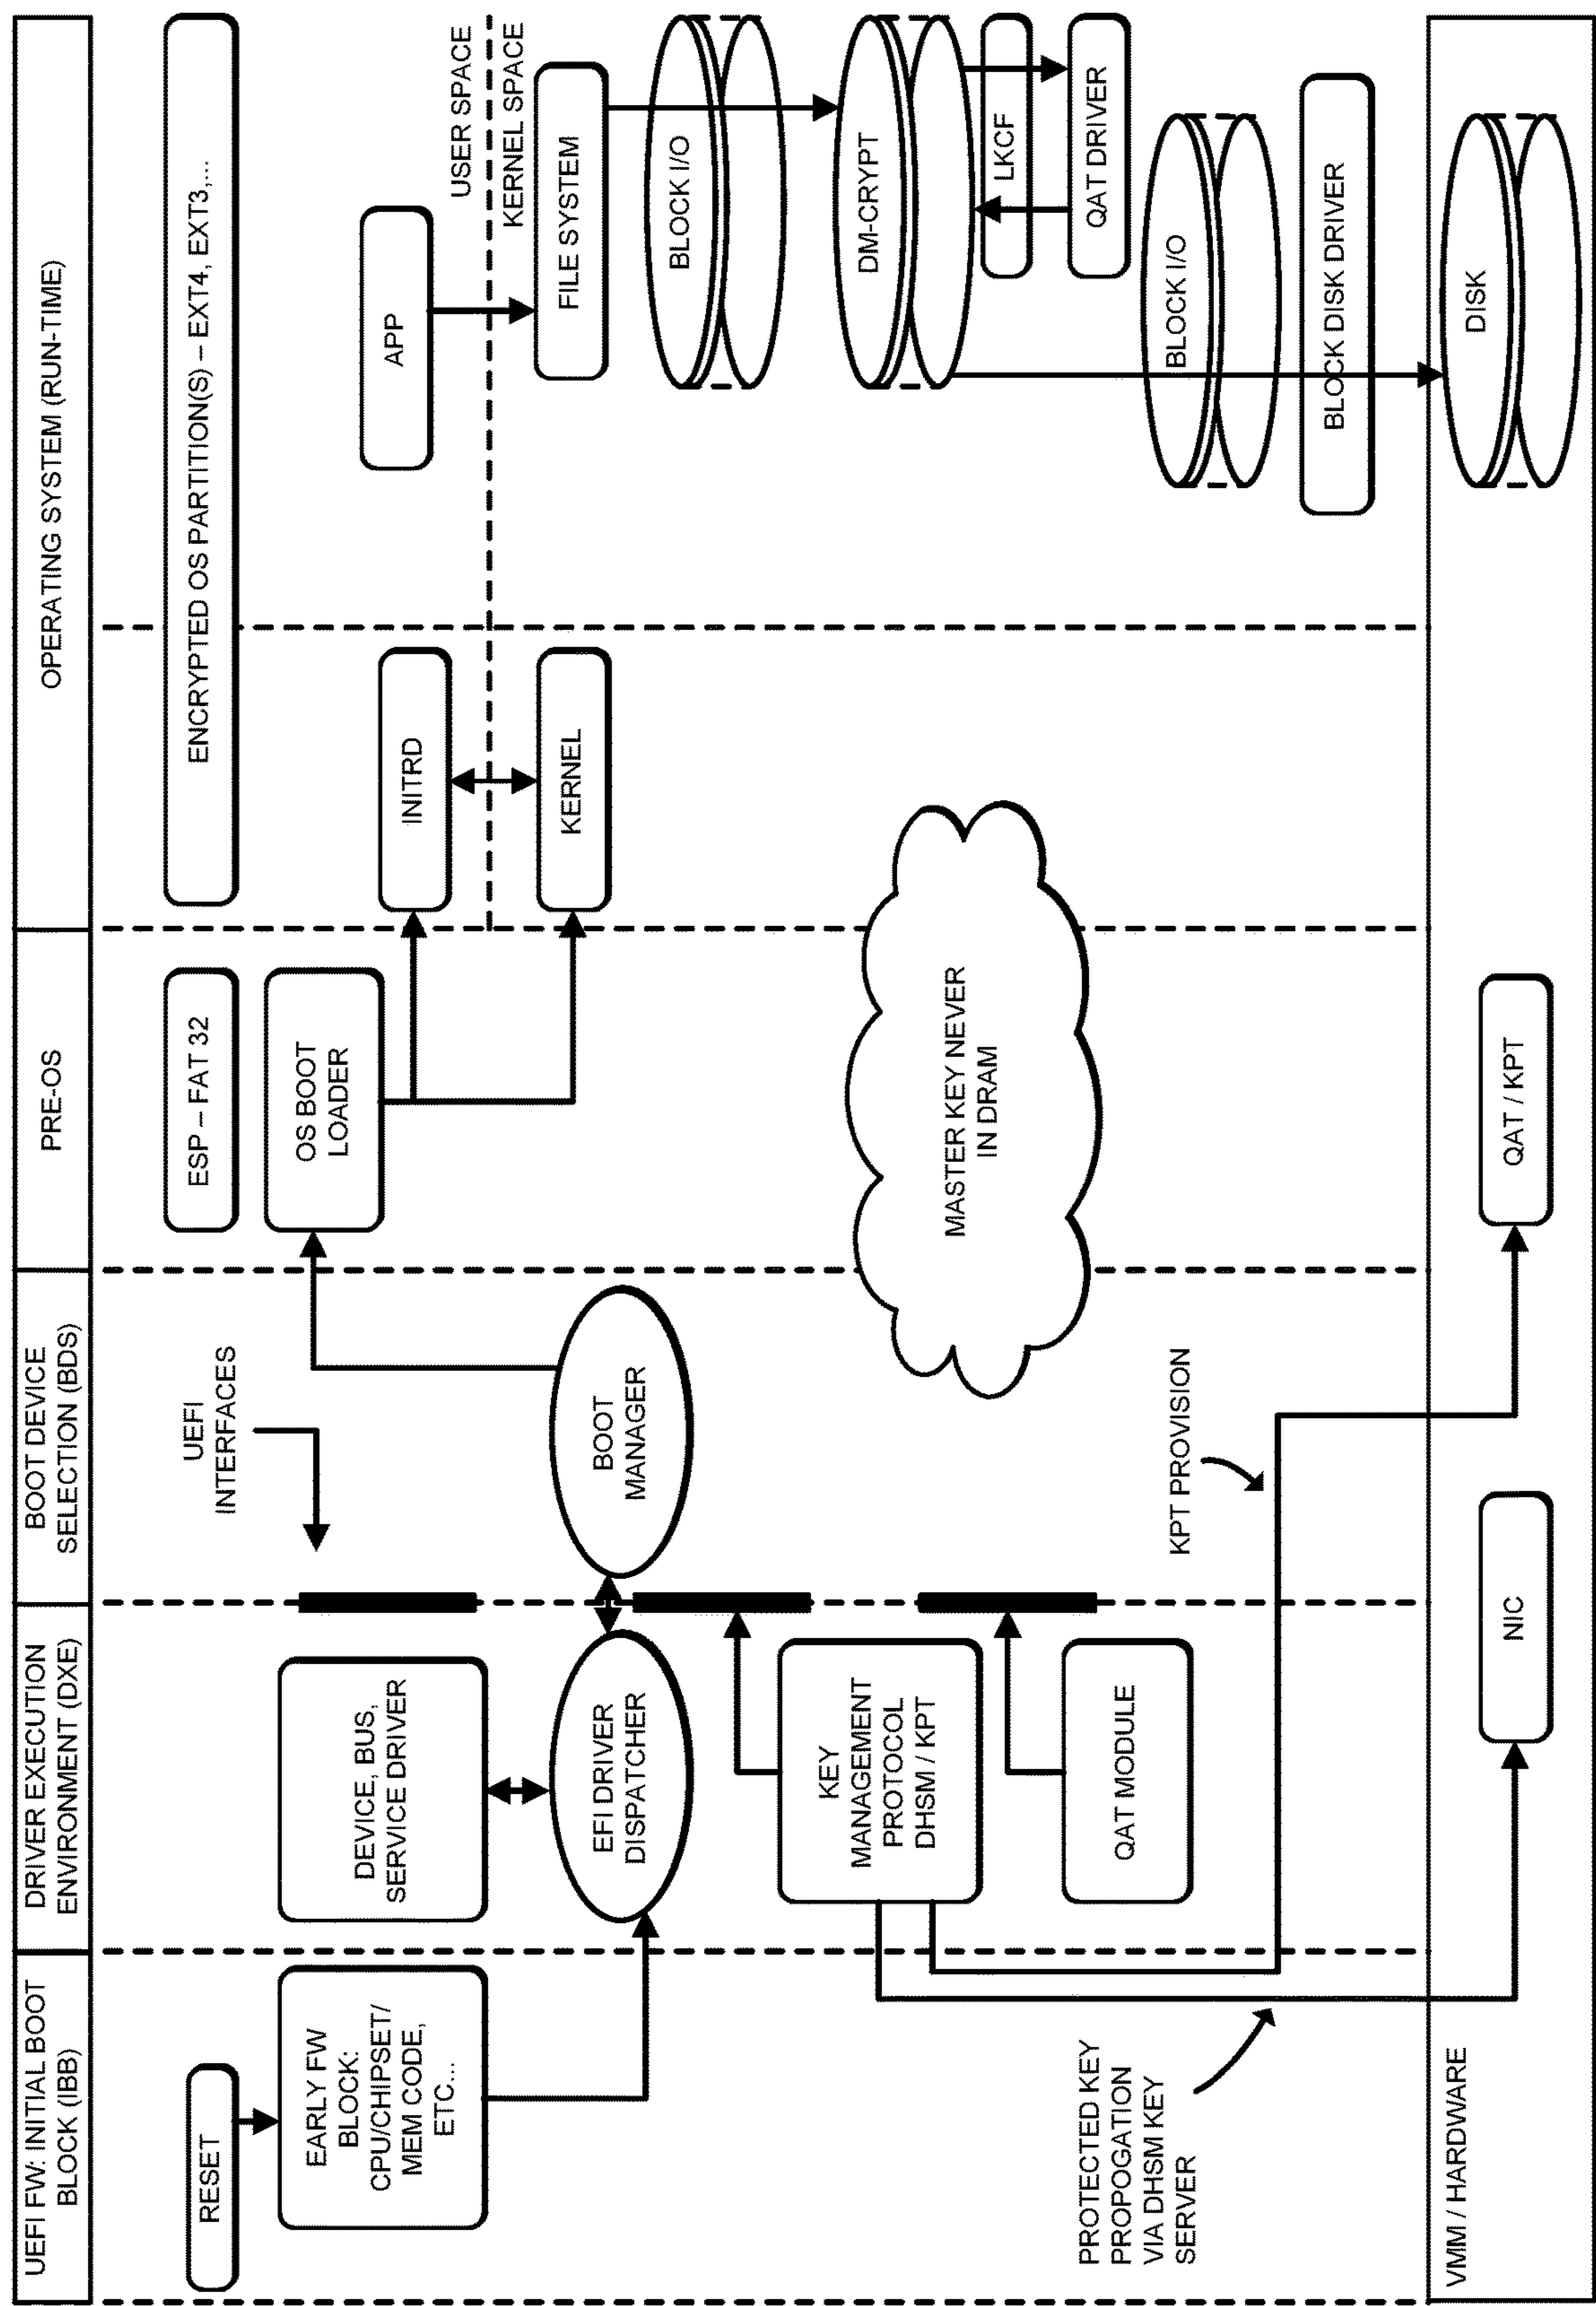 UEFI FW: INITIAL BOOT
BLOCK (IBB)
DRIVER EXECUTION
ENVIRONMENT (DXE)
BOOT DEVICE
SELECTION (BDS)
PRE-OS
OPERATING SYSTEM (RUN-TIME)
RESET
EARLY FW
BLOCK:
CPU/CHIPSET/
MEM CODE,
ETC...
DEVICE, BUS,
SERVICE DRIVER
EFI DRIVER
DISPATCHER
KEY
MANAGEMENT
PROTOCOL
DHSM / KPT
QAT MODULE
UEFI
INTERFACES
BOOT
MANAGER
ESP – FAT 32
OS BOOT
LOADER
ENCRYPTED OS PARTITION(S) – EXT4, EXT3,...
INITRD
KERNEL
APP
USER SPACE
KERNEL SPACE
FILE SYSTEM
BLOCK I/O
DM-CRYPT
LKCF
QAT DRIVER
BLOCK I/O
BLOCK DISK DRIVER
MASTER KEY NEVER
IN DRAM
KPT PROVISION
PROTECTED KEY
PROPOGATION
VIA DHSM KEY
SERVER
VMM / HARDWARE
NIC
QAT / KPT
DISK